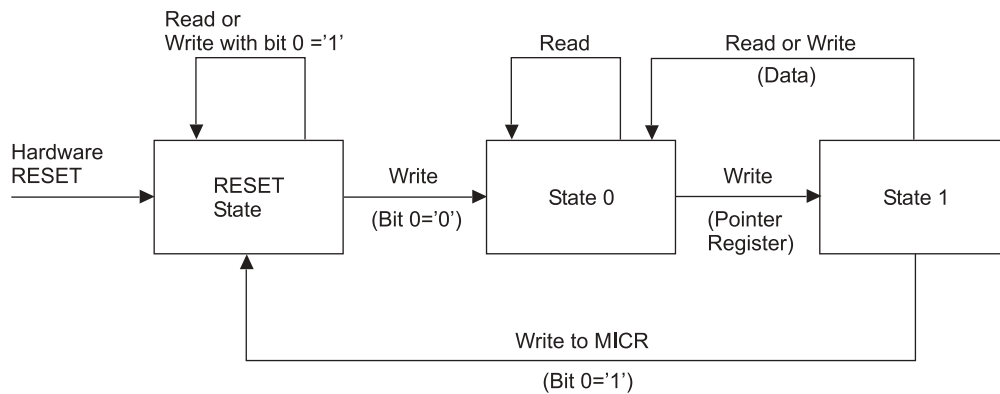 Read or
Write with bit 0 ='1'
Read
Read or Write
(Data)
Hardware
RESET
RESET
State
Write
(Bit 0='0')
State 0
Write
(Pointer
Register)
State 1
Write to MICR
(Bit 0='1')